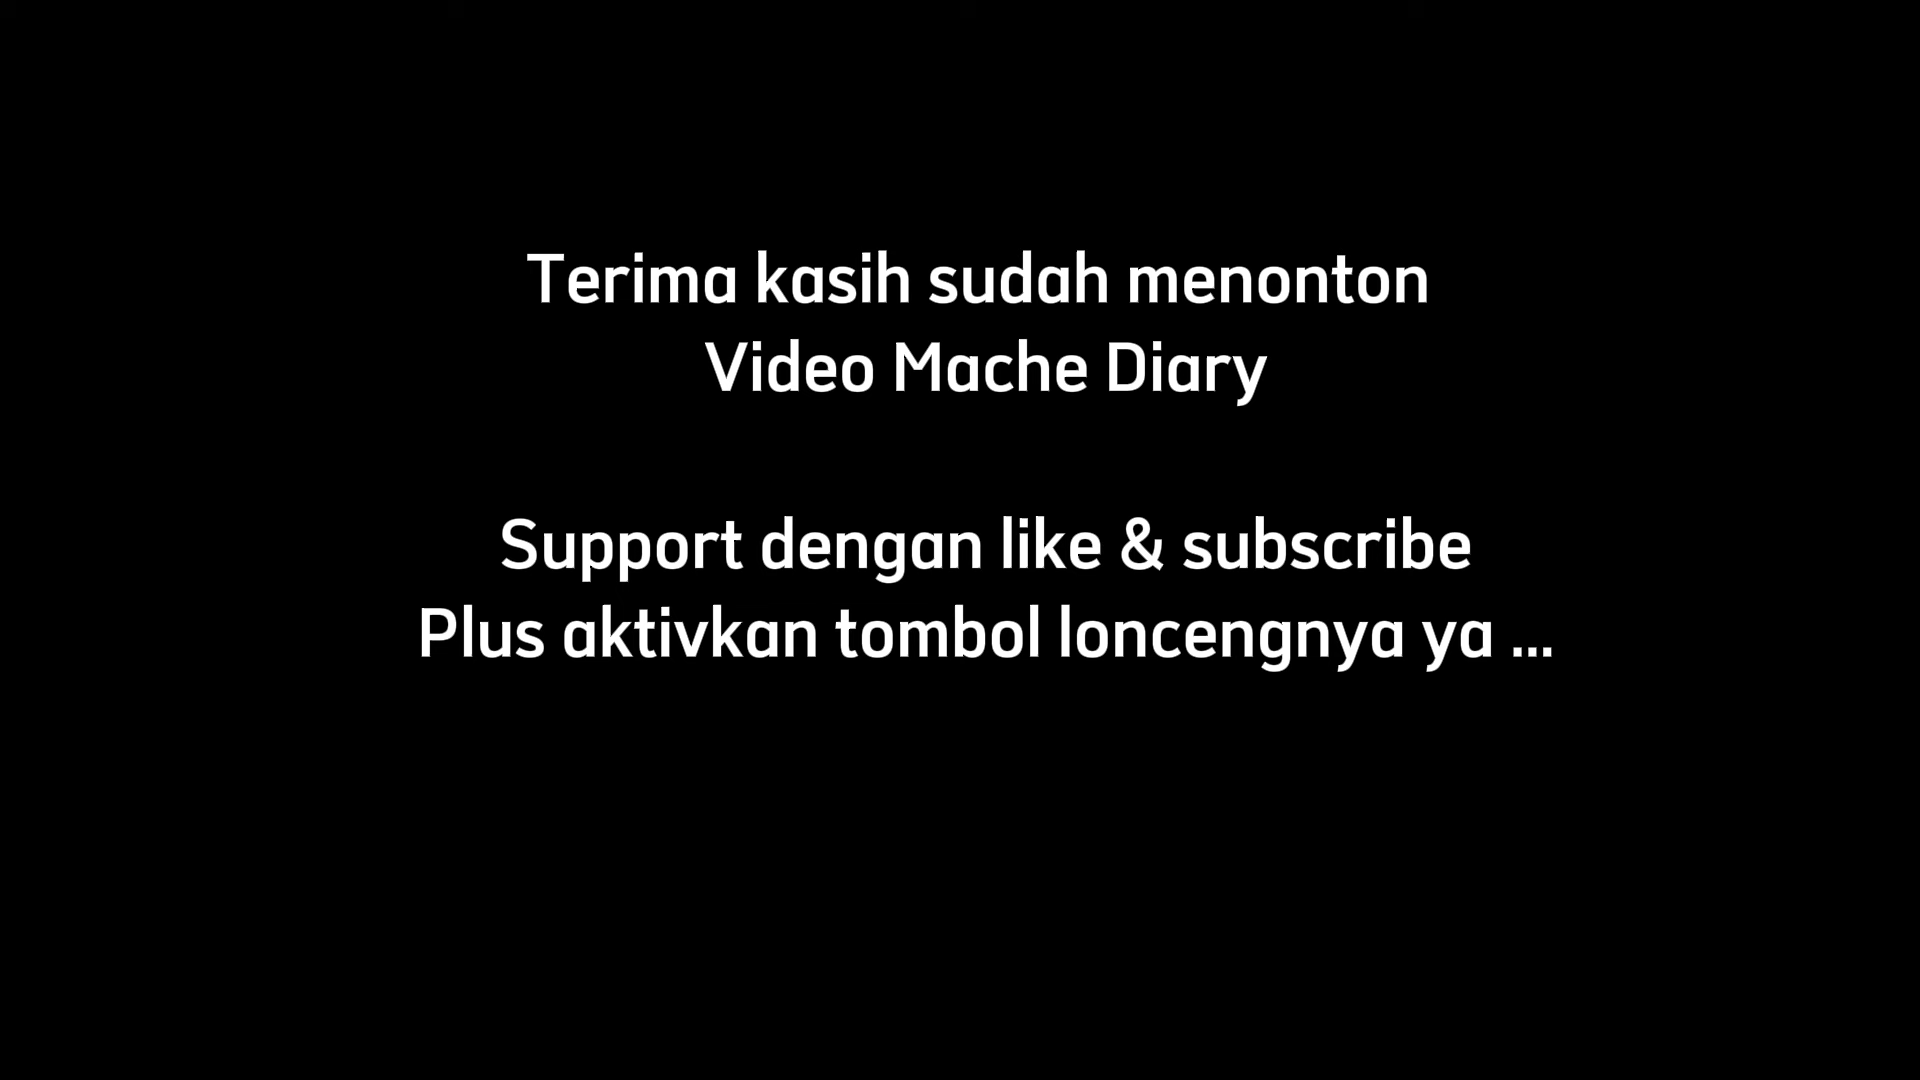 Terima kasih sudah menonton
Video Mache Diary
Support dengan like & subscribe
Plus aktivkan tombol loncengnya ya ...